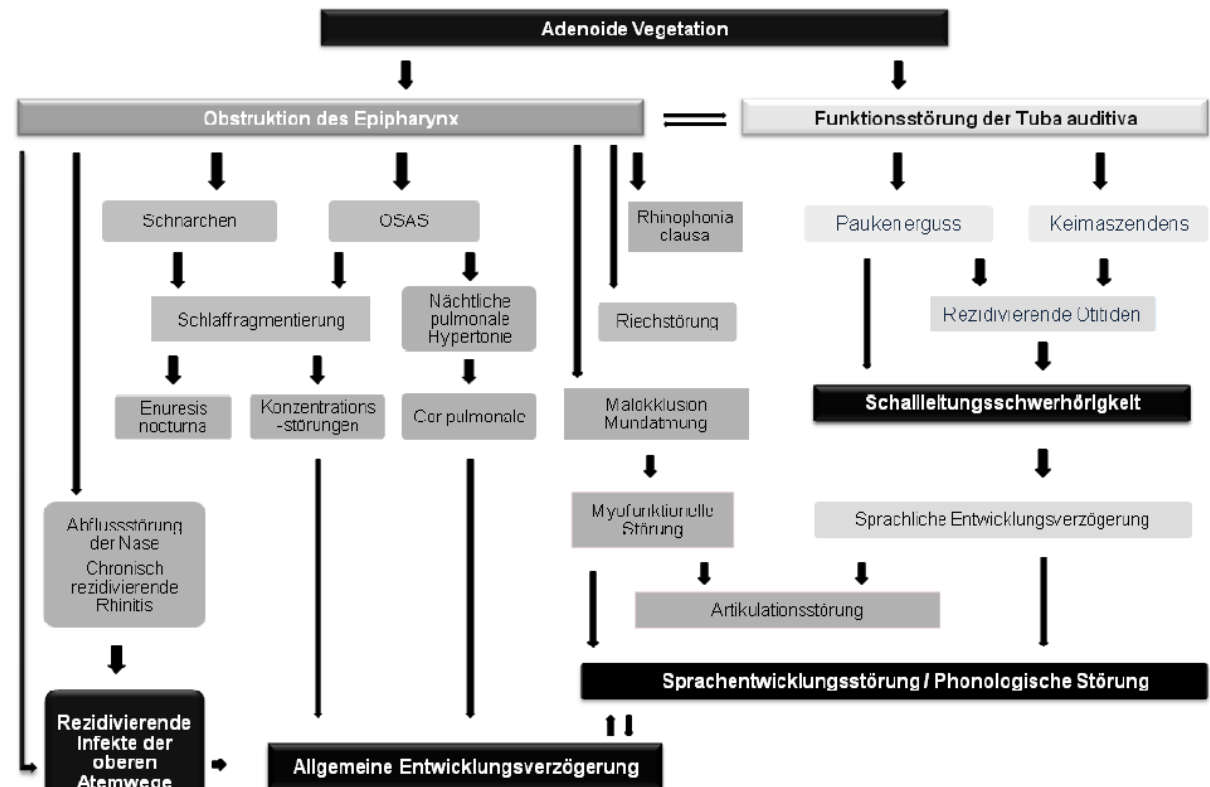 Adenoide Vegetation
Obstruktion des Epipharynx
Funktionsstörung der Tuba auditiva
Schnarchen
OSAS
Rhinophonia
clausa
Paukenerguss
Keimaszendens
Schlaffragmentierung
Nächtliche
pulmonale
Hypertonie
Riechstörung
Rezidivierende Otitiden
Enuresis
nocturna
Konzentrations
-störungen
Cor pulmonale
Malokklusion
Mundatmung
Schallleitungsschwerhörigkeit
Abflussstörung
der Nase
Chronisch
rezidivierende
Rhinitis
Myofunktionelle
Störung
Sprachliche Entwicklungsverzögerung
Artikulationsstörung
Sprachentwicklungsstörung / Phonologische Störung
Rezidivierende
Infekte der
oberen
Atemwege
Allgemeine Entwicklungsverzögerung